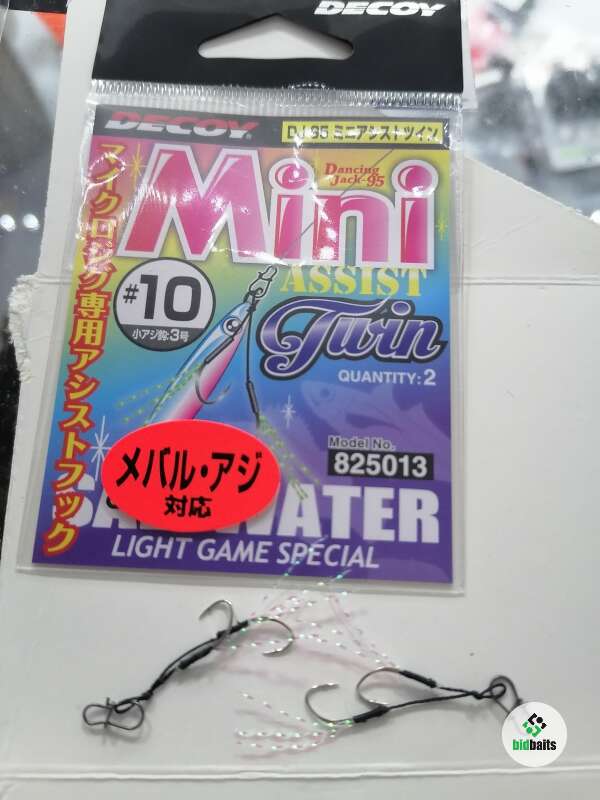 DECOY
DECOY
DJ-95 ミニアシストツイン
Mini
Dancing
Jack-95
ASSIST
Twin
マイクロジグ専用アシストフック
#10
小アジ鈎:3号
QUANTITY:2
Model No.
825013
メバル・アジ
対応
SALTWATER
LIGHT GAME SPECIAL
bidbaits